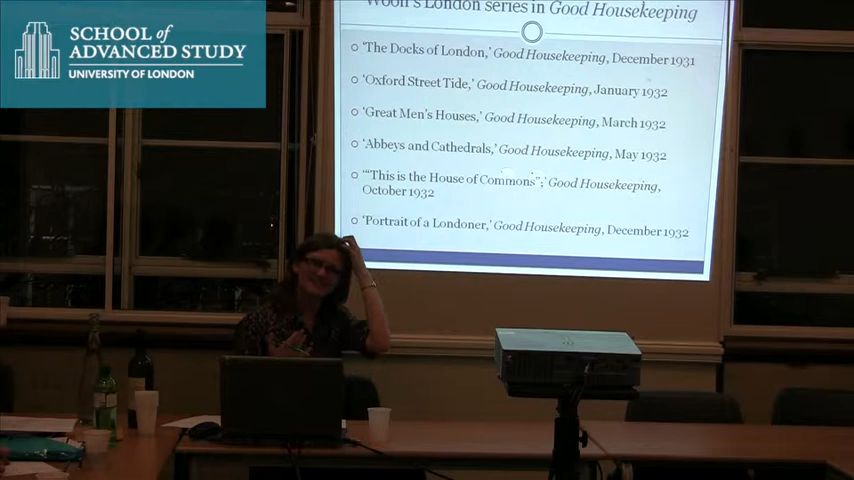 SCHOOL of
ADVANCED STUDY
UNIVERSITY OF LONDON
Woolf's London series in Good Housekeeping
'The Docks of London,' Good Housekeeping, December 1931
'Oxford Street Tide,' Good Housekeeping, January 1932
'Great Men's Houses,' Good Housekeeping, March 1932
'Abbeys and Cathedrals,' Good Housekeeping, May 1932
'"This is the House of Commons",' Good Housekeeping,
October 1932
'Portrait of a Londoner,' Good Housekeeping, December 1932